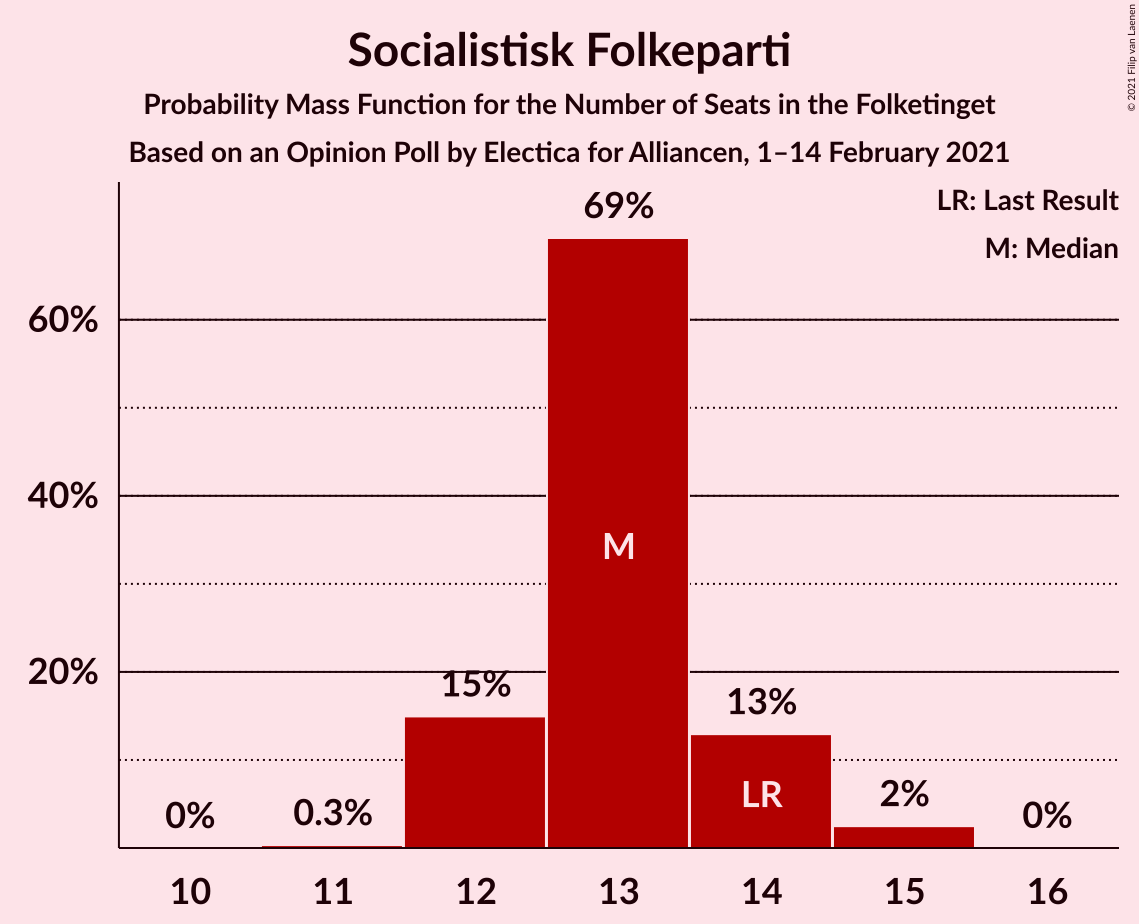 Socialistisk Folkeparti
Probability Mass Function for the Number of Seats in the Folketinget
Based on an Opinion Poll by Electica for Alliancen, 1–14 February 2021
© 2021 Filip van Laenen
LR: Last Result
M: Median
69%
60%
40%
M
20%
15%
13%
LR
2%
0%
0.3%
0%
10 11 12 13 14 15 16